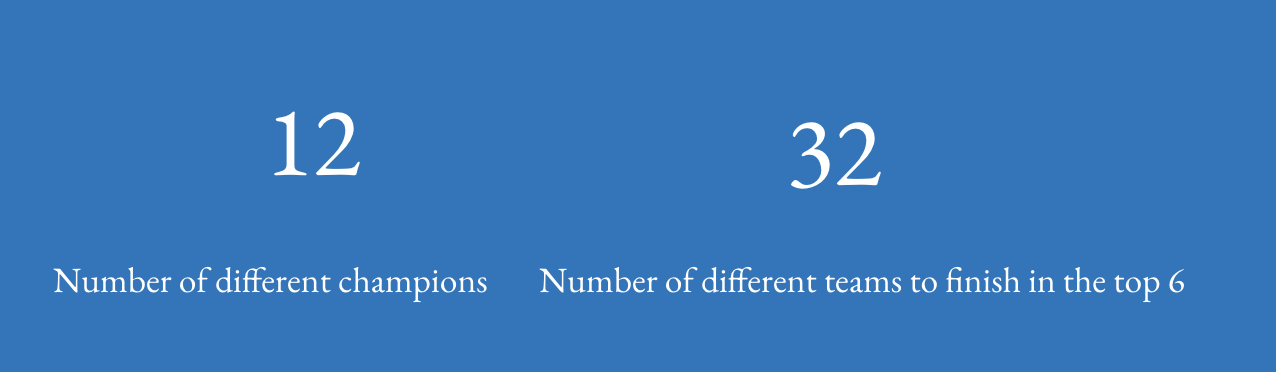 12
32
Number of different champions
Number of different teams to finish in the top 6